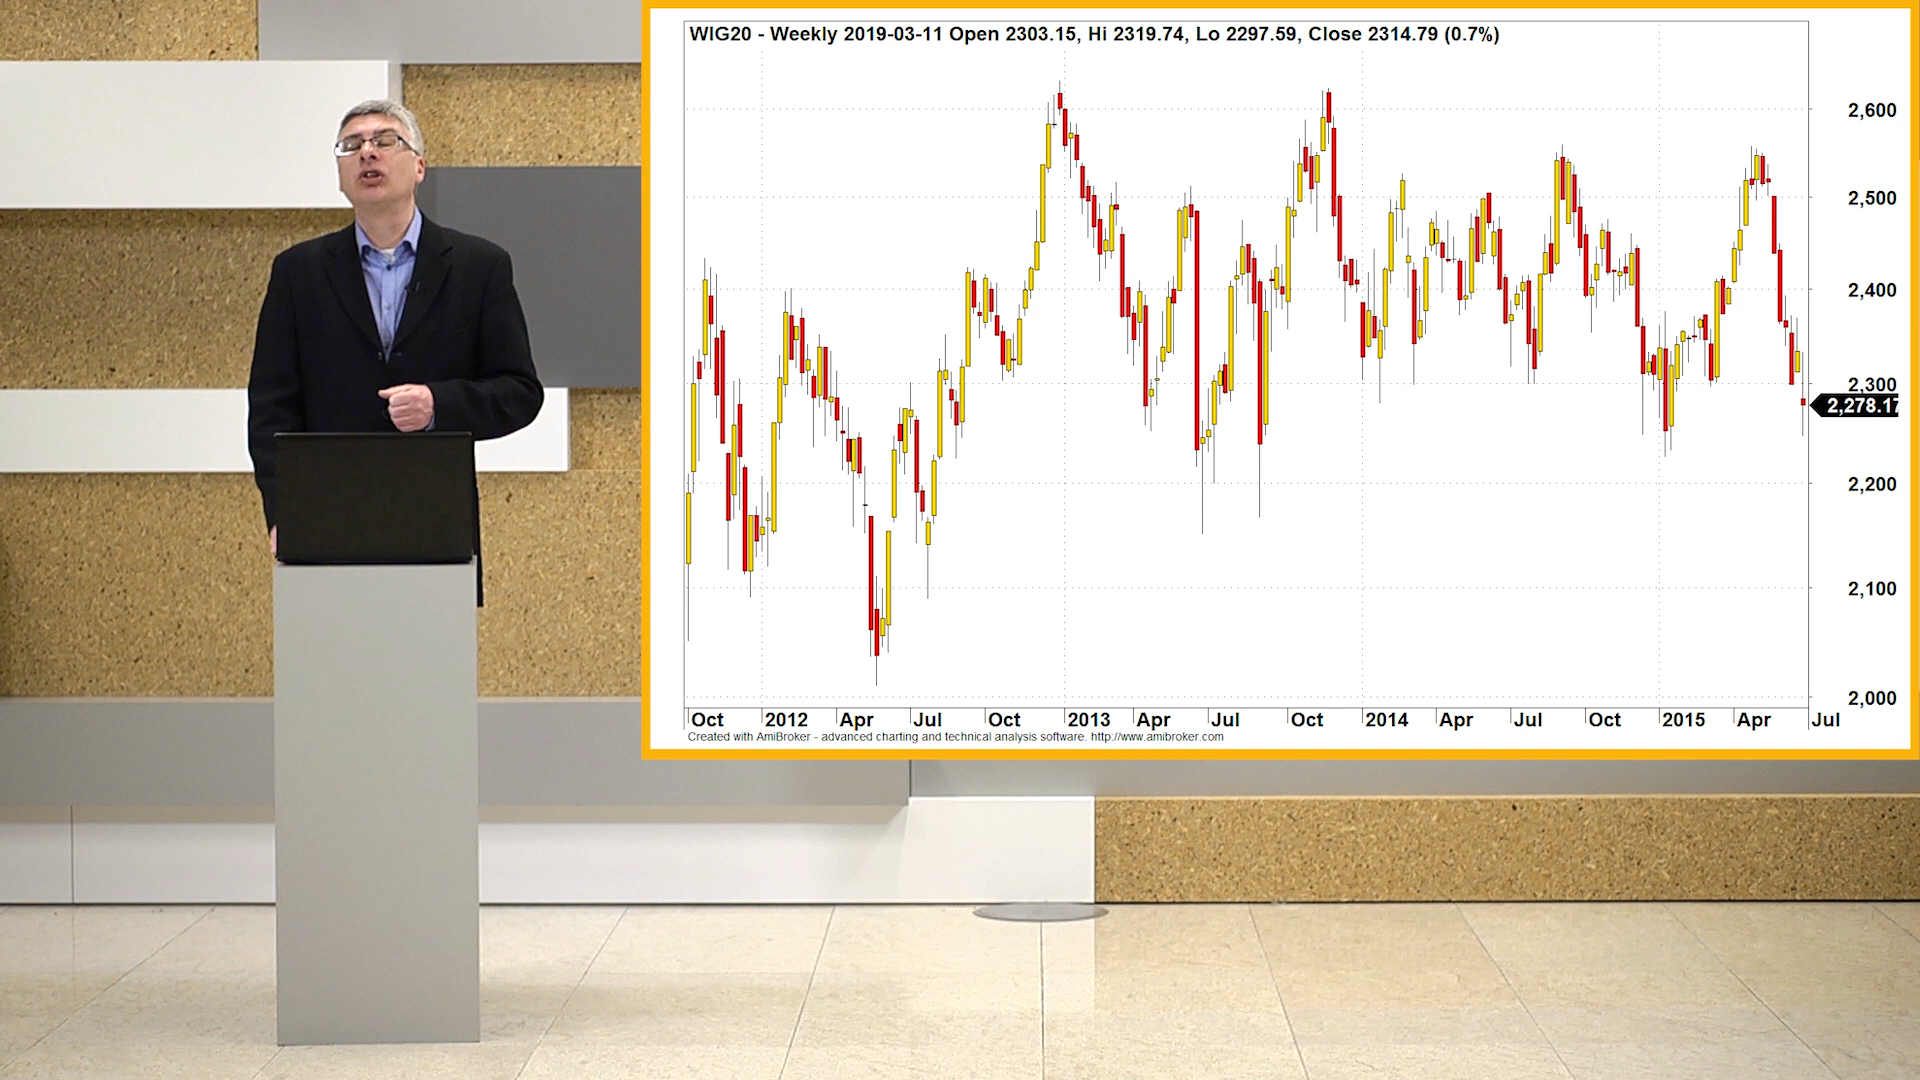 WIG20 - Weekly 2019-03-11 Open 2303.15, Hi 2319.74, Lo 2297.59, Close 2314.79 (0.7%)
2,600
2,500
2,400
2,300
2,278.17
2,200
2,100
2,000
Oct 2012 Apr Jul Oct 2013 Apr Jul Oct 2014 Apr Jul Oct 2015 Apr Jul
Created with AmiBroker - advanced charting and technical analysis software. http://www.amibroker.com